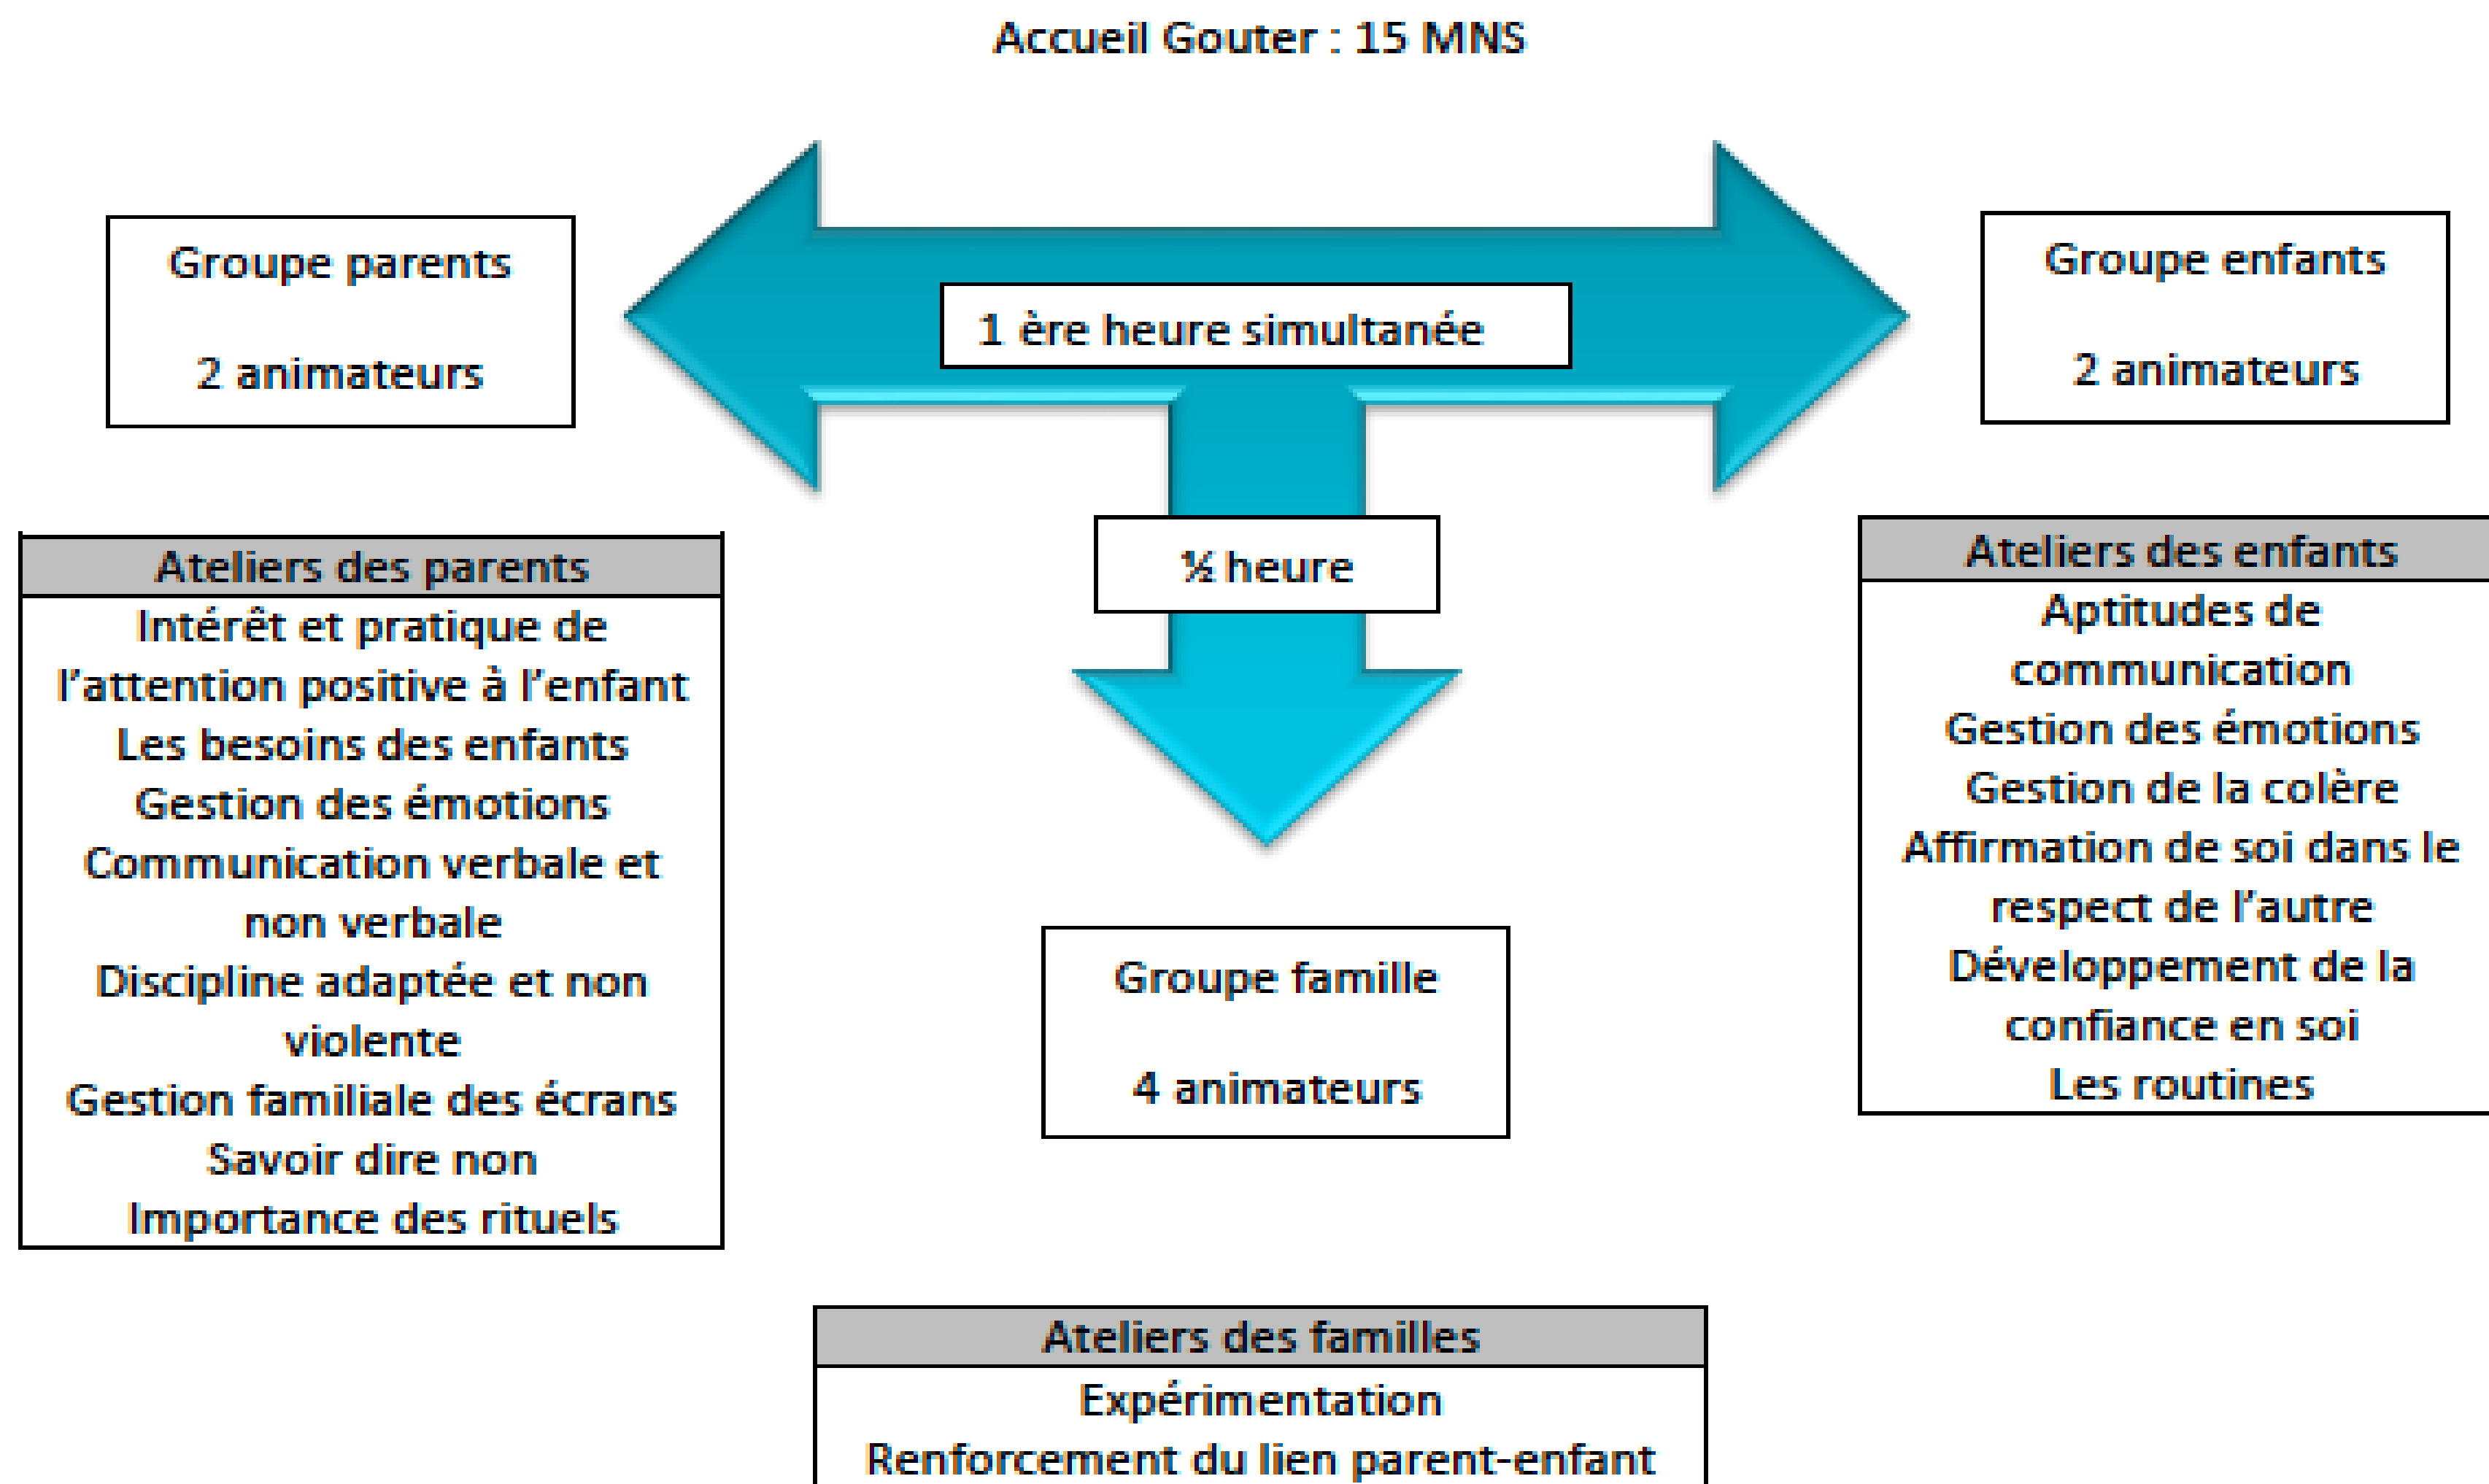 Accueil Gouter : 15 MNS
Groupe parents
2 animateurs
1 ère heure simultanée
Groupe enfants
2 animateurs
½ heure
Ateliers des parents
Intérêt et pratique de
l’attention positive à l’enfant
Les besoins des enfants
Gestion des émotions
Communication verbale et
non verbale
Discipline adaptée et non
violente
Gestion familiale des écrans
Savoir dire non
Importance des rituels
Ateliers des enfants
Aptitudes de
communication
Gestion des émotions
Gestion de la colère
Affirmation de soi dans le
respect de l’autre
Développement de la
confiance en soi
Les routines
Groupe famille
4 animateurs
Ateliers des familles
Expérimentation
Renforcement du lien parent-enfant